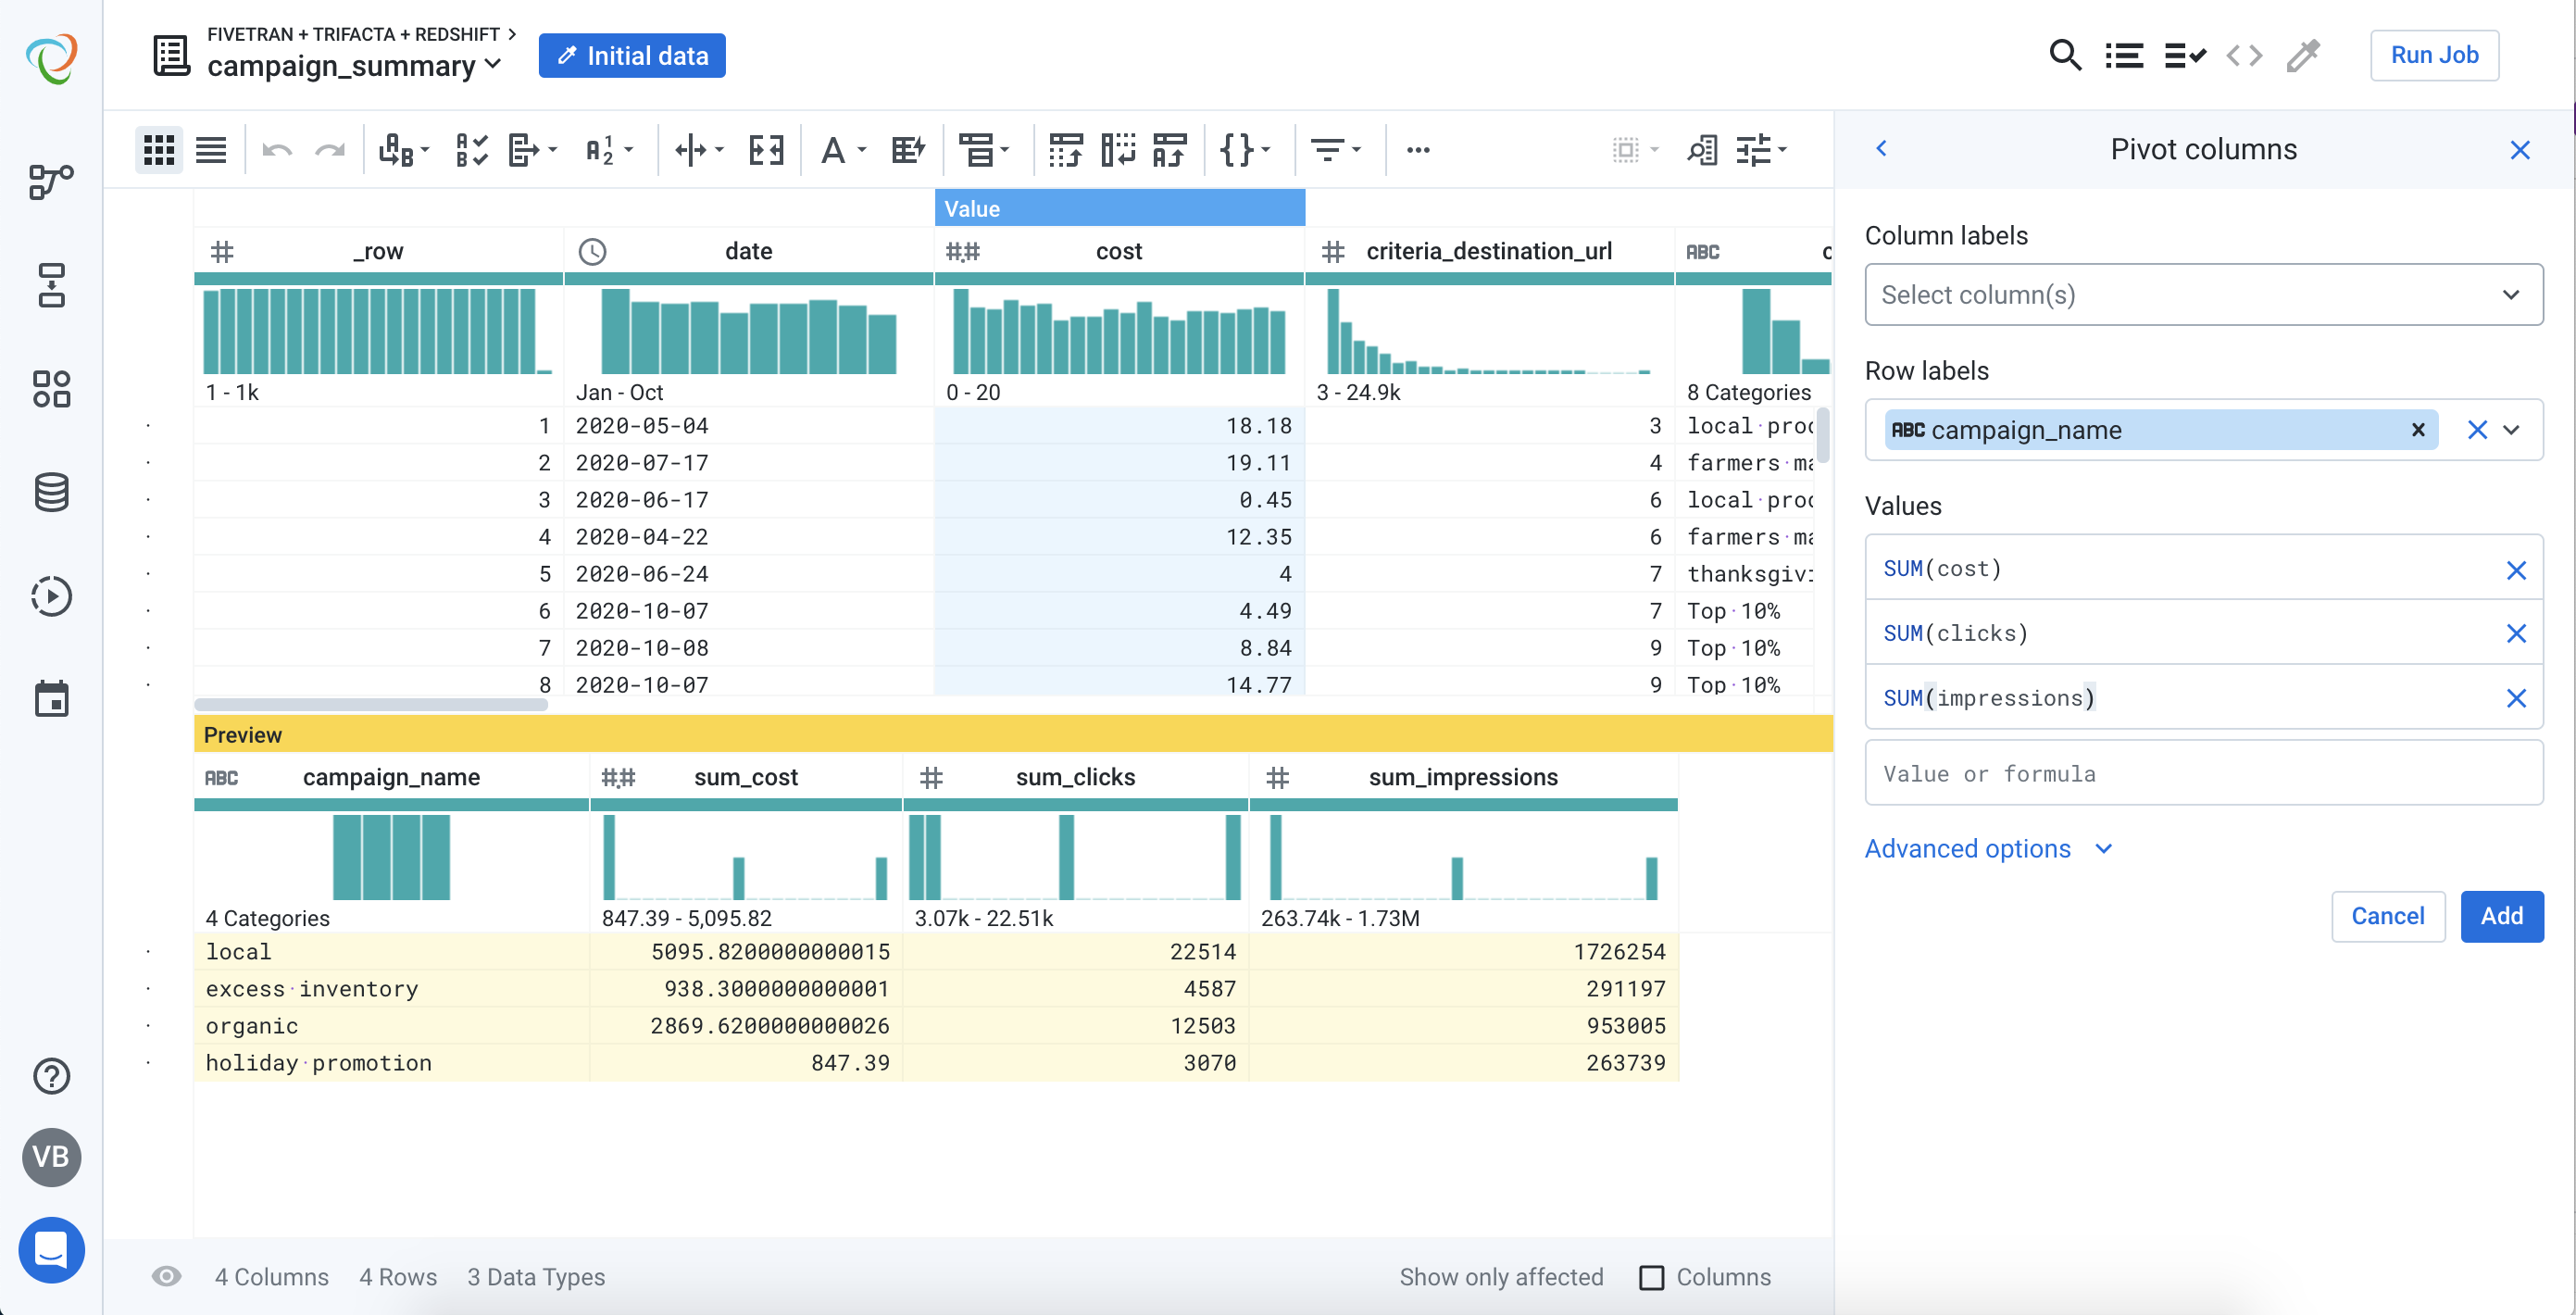 FIVETRAN + TRIFACTA + REDSHIFT
campaign_summary
Initial data
Run Job
Pivot columns
Value
_row
date
cost
criteria_destination_url
ABC
1 - 1k
Jan - Oct
0 - 20
3 - 24.9k
8 Categories
1 2020-05-04 18.18 3 local·proc
2 2020-07-17 19.11 4 farmers·ma
3 2020-06-17 0.45 6 local·proc
4 2020-04-22 12.35 6 farmers·ma
5 2020-06-24 4 7 thanksgivi
6 2020-10-07 4.49 7 Top·10%
7 2020-10-08 8.84 9 Top·10%
8 2020-10-07 14.77 9 Top·10%
Preview
ABC campaign_name
#.# sum_cost
# sum_clicks
# sum_impressions
4 Categories
847.39 - 5,095.82
3.07k - 22.51k
263.74k - 1.73M
local 5095.8200000000015 22514 1726254
excess·inventory 938.3000000000001 4587 291197
organic 2869.6200000000026 12503 953005
holiday·promotion 847.39 3070 263739
4 Columns 4 Rows 3 Data Types
Show only affected Columns
Column labels
Select column(s)
Row labels
ABC campaign_name
Values
SUM(cost)
SUM(clicks)
SUM(impressions)
Value or formula
Advanced options
Cancel
Add
VB